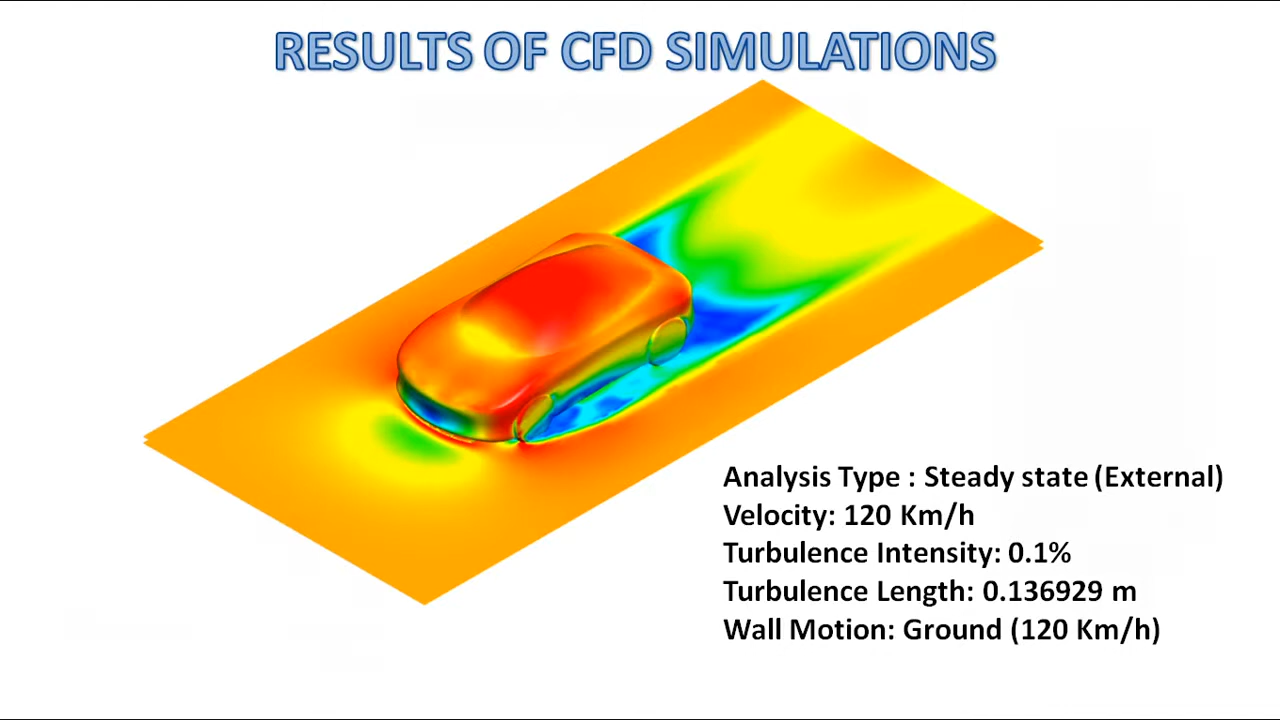 RESULTS OF CFD SIMULATIONS
Analysis Type : Steady state (External)
Velocity: 120 Km/h
Turbulence Intensity: 0.1%
Turbulence Length: 0.136929 m
Wall Motion: Ground (120 Km/h)